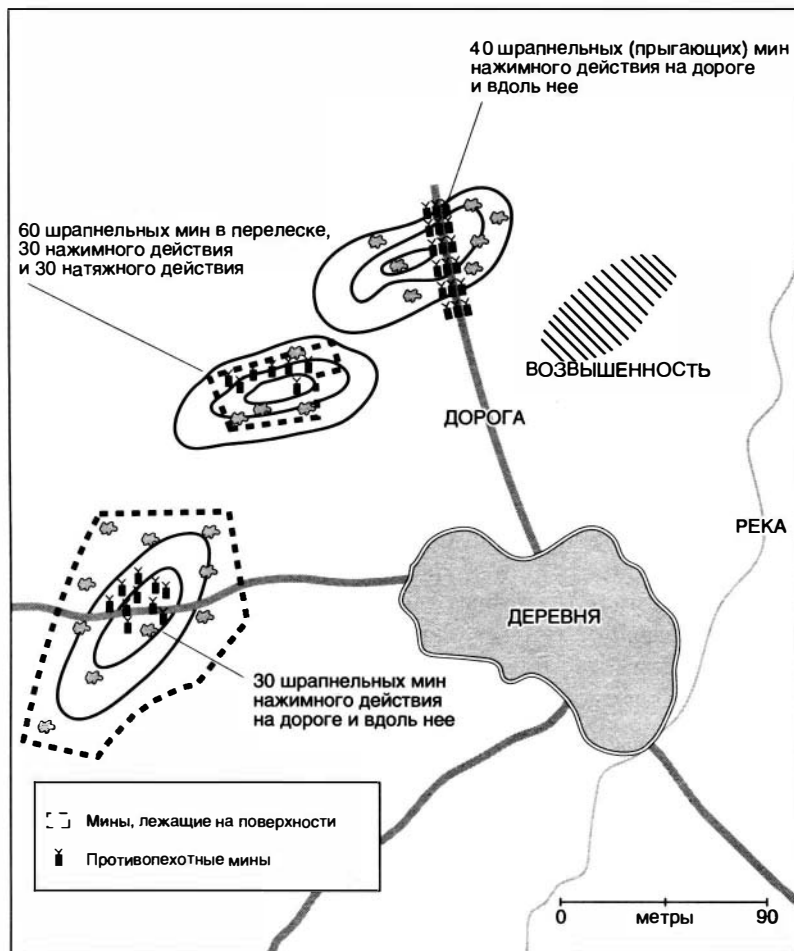 40 шрапнельных (прыгающих) мин
нажимного действия на дороге
и вдоль нее
60 шрапнельных мин в перелеске,
30 нажимного действия
и 30 натяжного действия
ВОЗВЫШЕННОСТЬ
ДОРОГА
РЕКА
ДЕРЕВНЯ
30 шрапнельных мин
нажимного действия
на дороге и вдоль нее
Мины, лежащие на поверхности
Противопехотные мины
0 метры 90